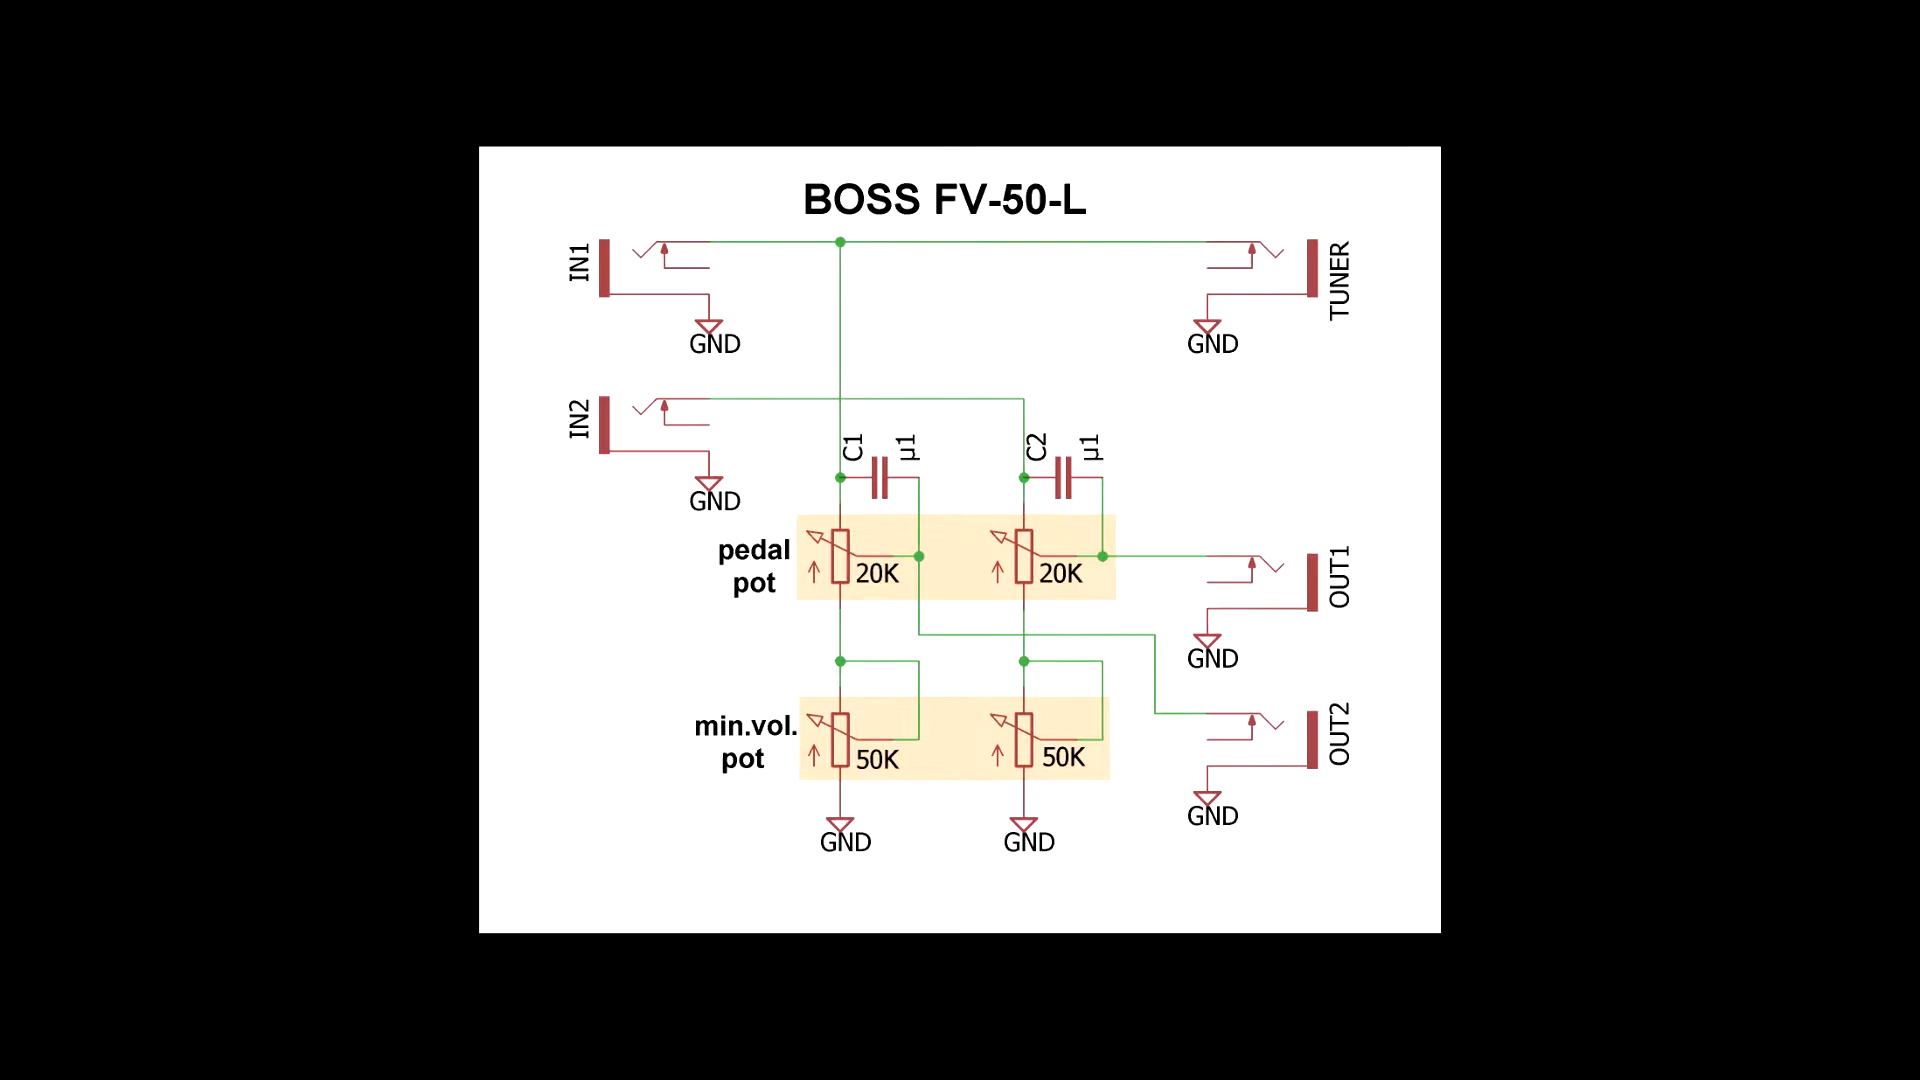 BOSS FV-50-L
IN1
TUNER
GND
GND
IN2
C1
µ1
C2
µ1
GND
pedal
pot
20K
20K
OUT1
GND
min.vol.
pot
50K
50K
OUT2
GND
GND
GND